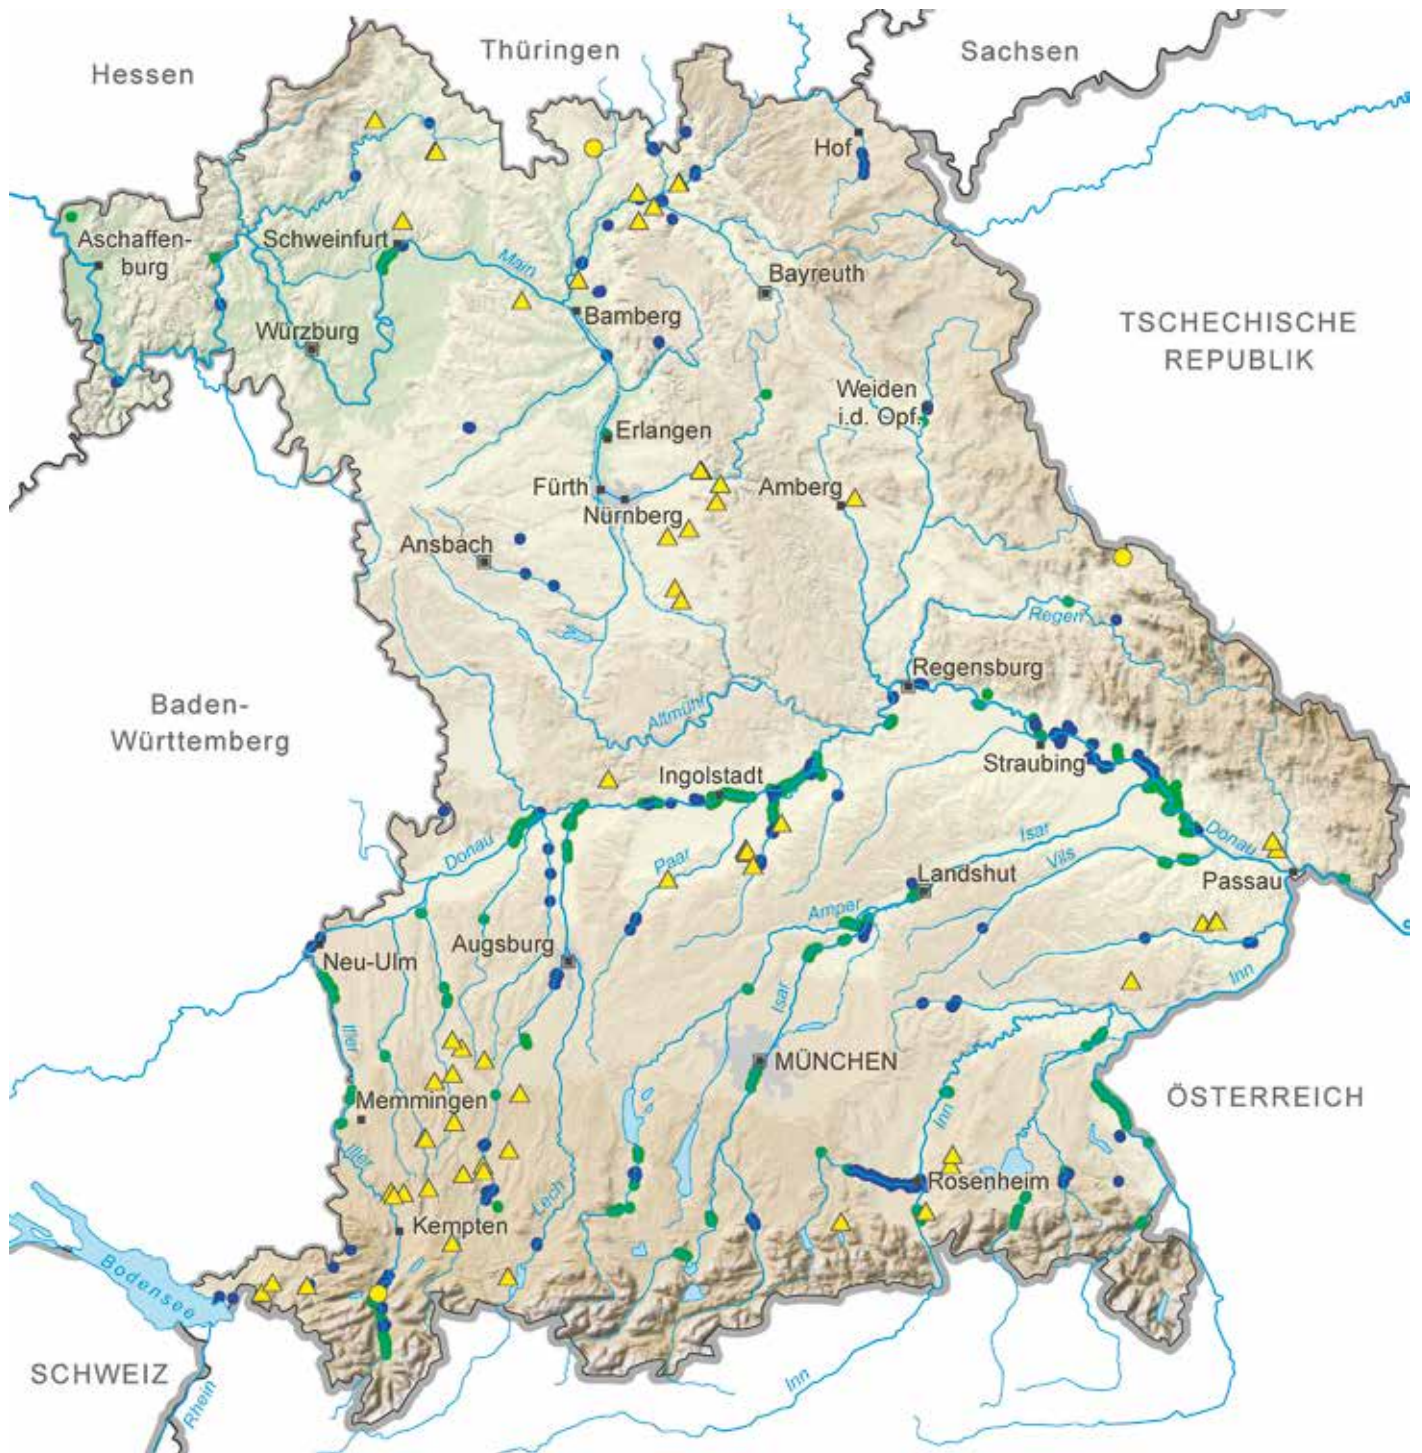 Thüringen
Sachsen
Hessen
Hof
Aschaffen-
burg
Schweinfurt
Main
Bayreuth
Bamberg
Würzburg
TSCHECHISCHE
REPUBLIK
Weiden
i.d. Opf.
Erlangen
Fürth
Nürnberg
Amberg
Ansbach
Regen
Regensburg
Baden-
Württemberg
Altmühl
Straubing
Ingolstadt
Donau
Isar
Donau
Paar
Vils
Landshut
Passau
Amper
Augsburg
Neu-Ulm
Inn
Isar
Iller
MÜNCHEN
Memmingen
ÖSTERREICH
Inn
Iller
Rosenheim
Lech
Kempten
Bodensee
SCHWEIZ
Rhein
Inn